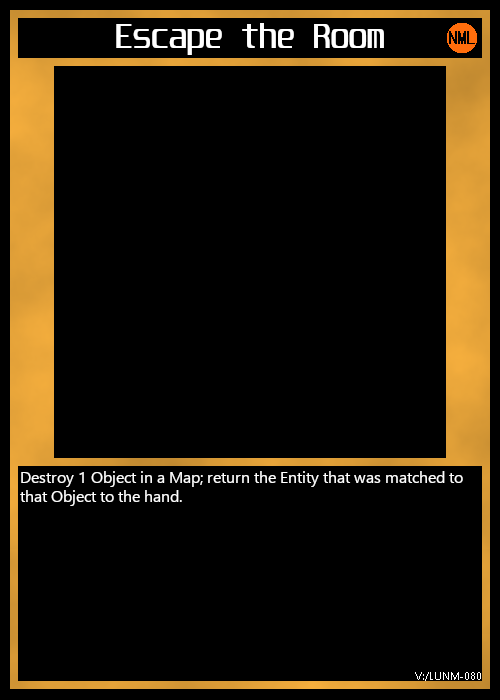 Escape the Room
NML
Destroy 1 Object in a Map; return the Entity that was matched to
that Object to the hand.
V:/LUNM-080